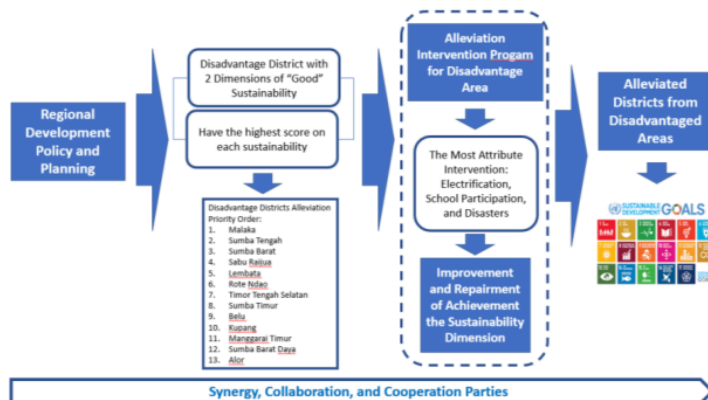 Regional
Development
Policy and
Planning
Disadvantage District with
2 Dimensions of “Good”
Sustainability
Have the highest score on
each sustainability
Disadvantage Districts Alleviation
Priority Order:
1. Malaka
2. Sumba Tengah
3. Sumba Barat
4. Sabu Raijua
5. Lembata
6. Rote Ndao
7. Timor Tengah Selatan
8. Sumba Timur
9. Belu
10. Kupang
11. Manggarai Timur
12. Sumba Barat Daya
13. Alor
Alleviation
Intervention Progam
for Disadvantage
Area
The Most Attribute
Intervention:
Electrification,
School Participation,
and Disasters
Improvement
and Repairment
of Achievement
the Sustainability
Dimension
Alleviated
Districts from
Disadvantaged
Areas
SUSTAINABLE
DEVELOPMENT GOALS
Synergy, Collaboration, and Cooperation Parties